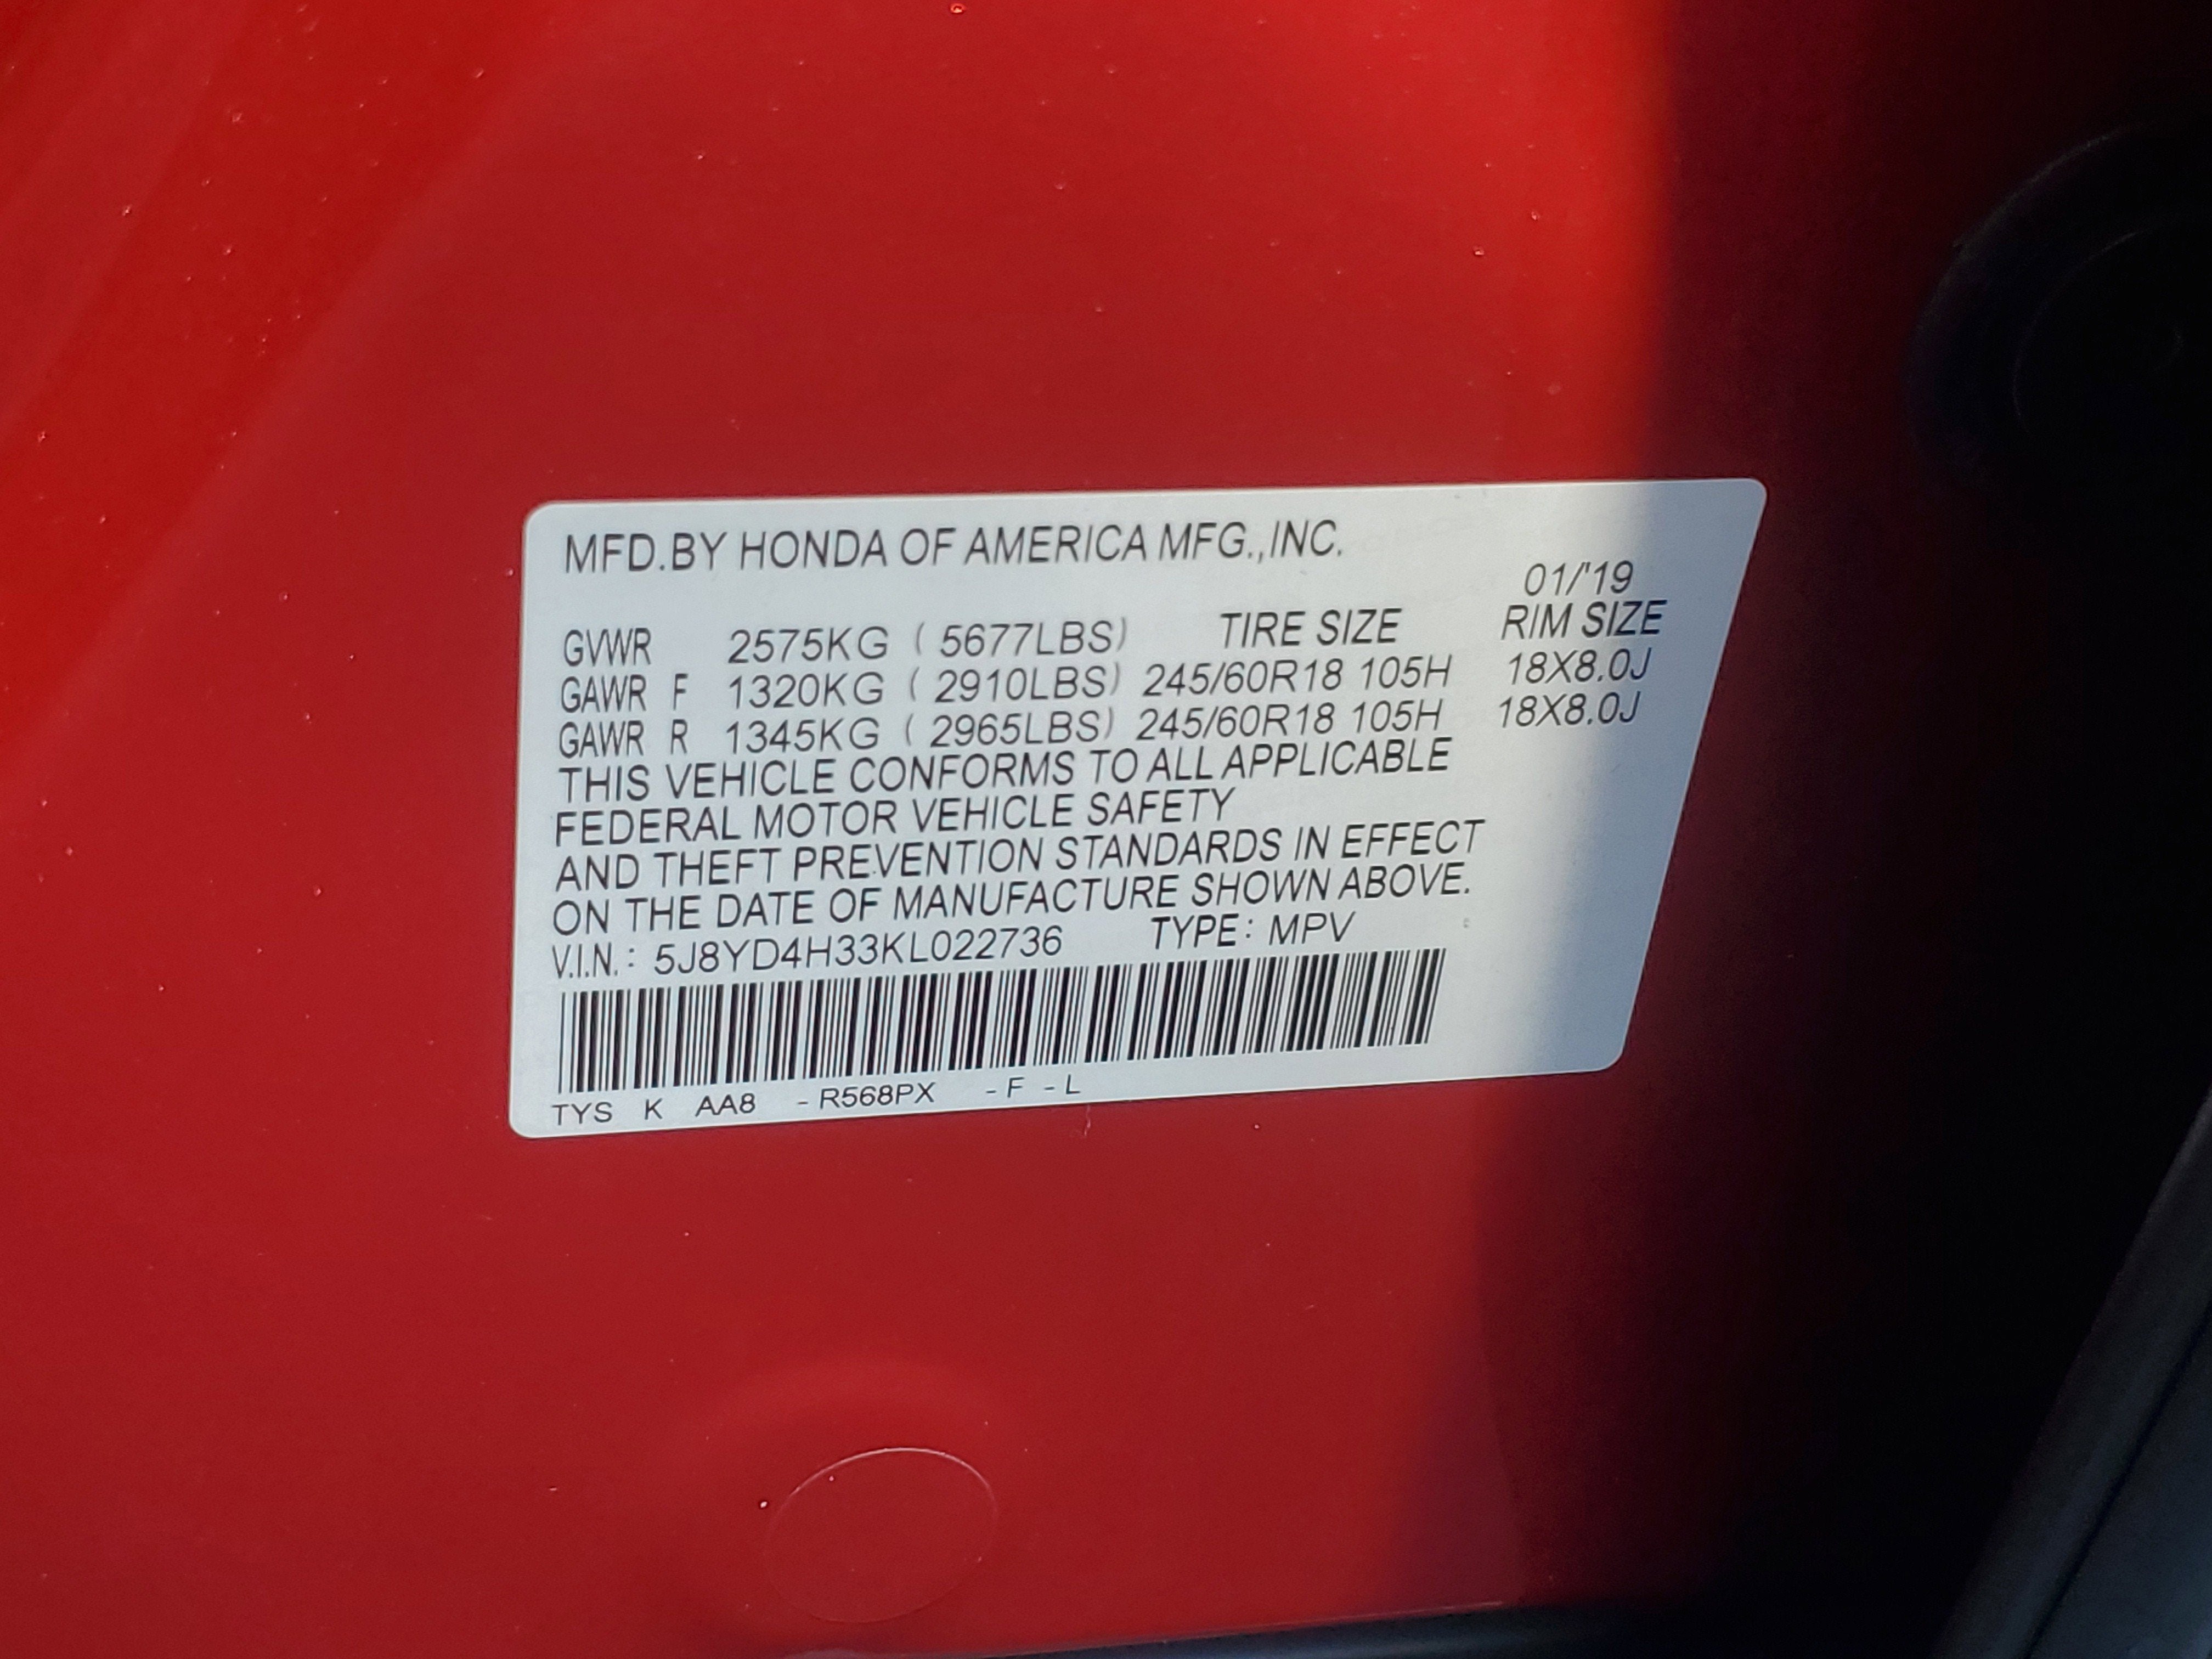 MFD.BY HONDA OF AMERICA MFG.,INC.
01/'19
GVWR 2575KG ( 5677LBS) TIRE SIZE RIM SIZE
GAWR F 1320KG ( 2910LBS) 245/60R18 105H 18X8.0J
GAWR R 1345KG ( 2965LBS) 245/60R18 105H 18X8.0J
THIS VEHICLE CONFORMS TO ALL APPLICABLE
FEDERAL MOTOR VEHICLE SAFETY
AND THEFT PREVENTION STANDARDS IN EFFECT
ON THE DATE OF MANUFACTURE SHOWN ABOVE.
V.I.N.: 5J8YD4H33KL022736 TYPE: MPV
TYS K AA8 - R568PX - F - L